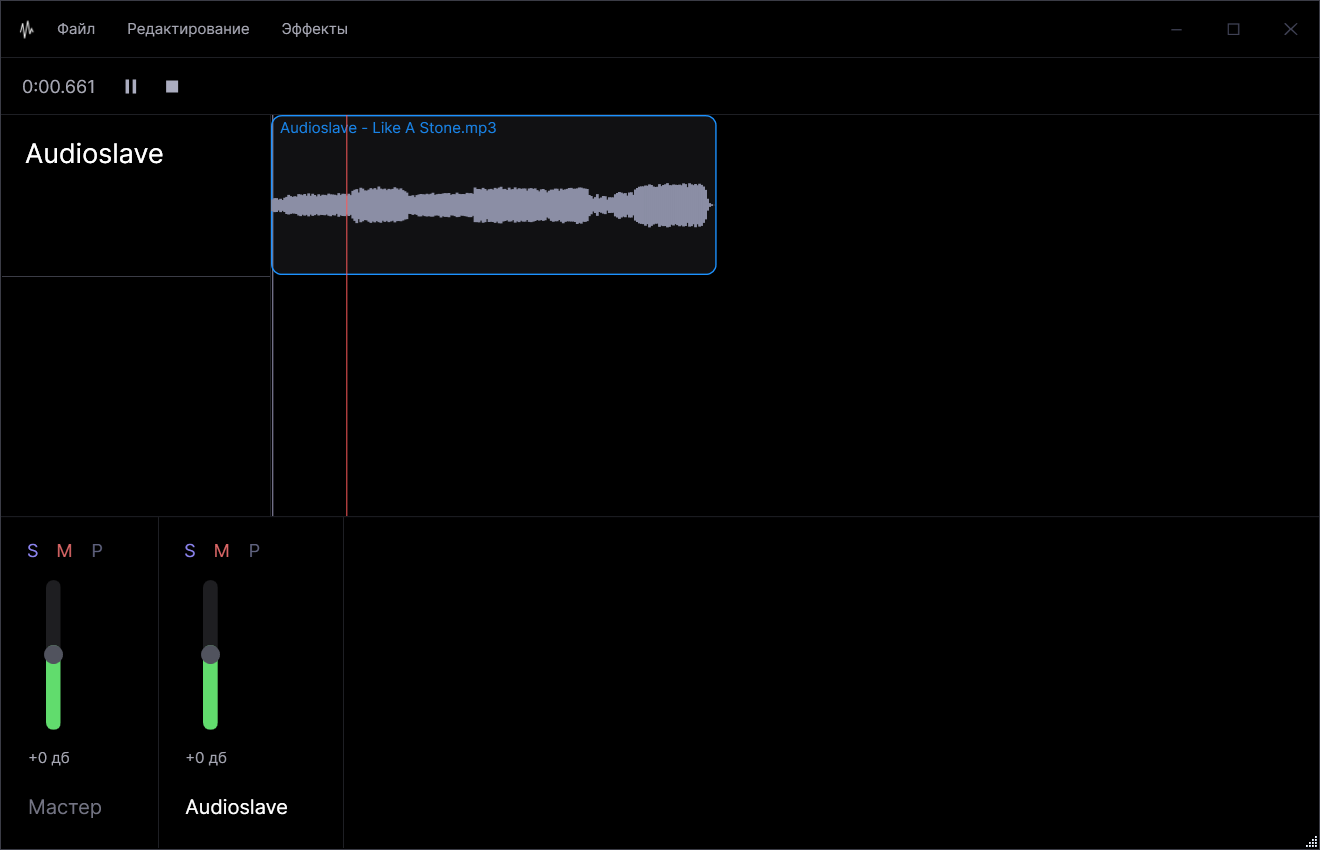 Файл Редактирование Эффекты
0:00.661
Audioslave - Like A Stone.mp3
Audioslave
S M P S M P
+0 дб +0 дб
Мастер Audioslave